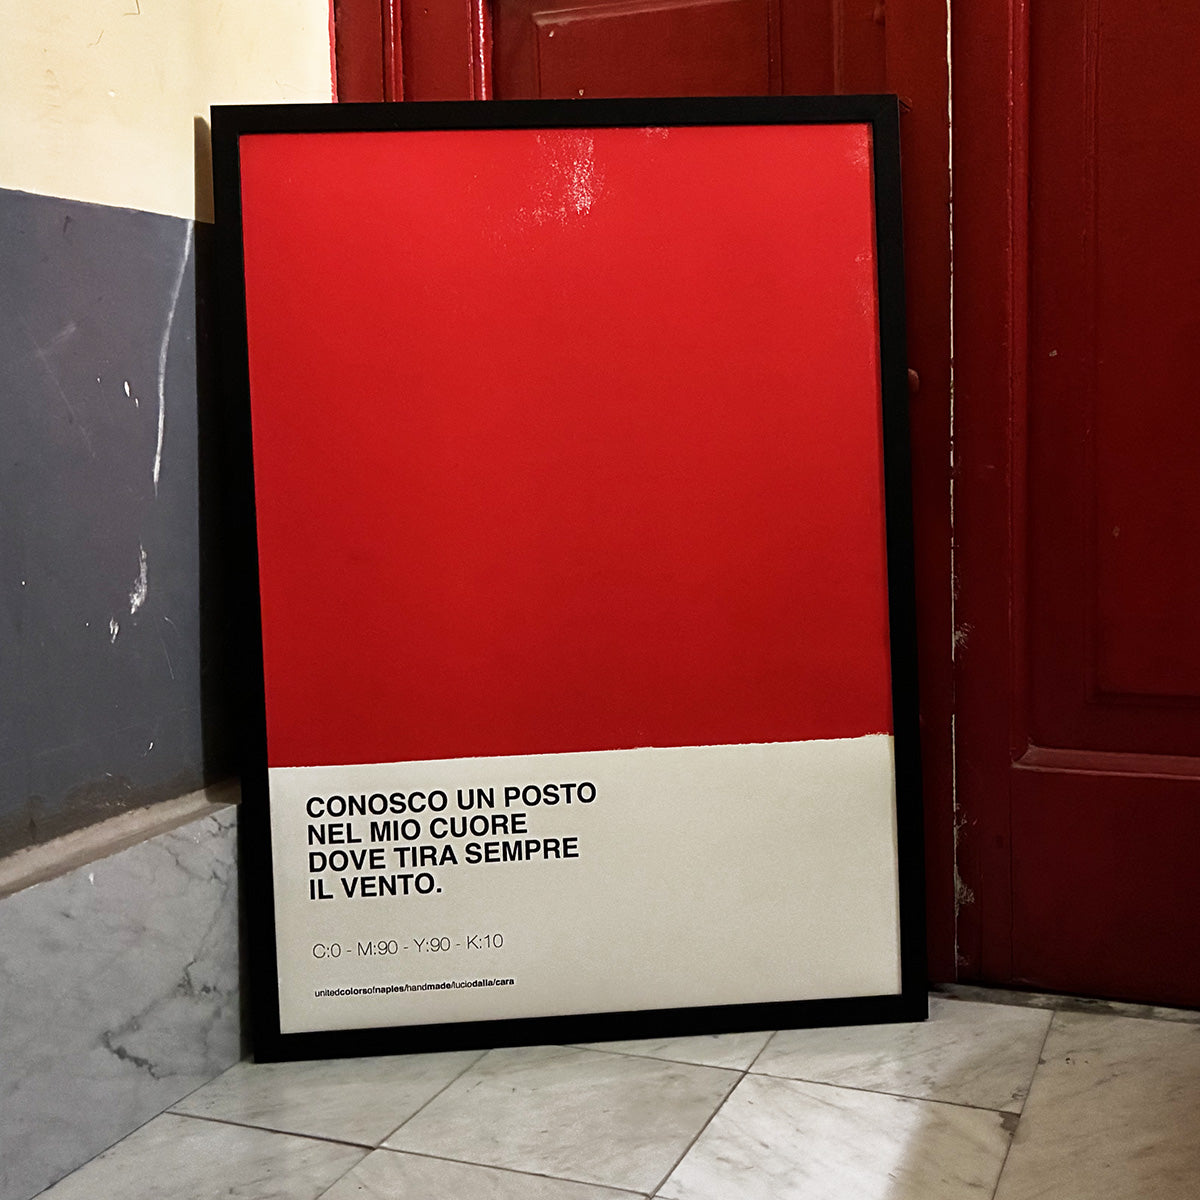 CONOSCO UN POSTO
NEL MIO CUORE
DOVE TIRA SEMPRE
IL VENTO.
C:0 - M:90 - Y:90 - K:10
unitedcolorsofnaples/handmade/luciodalla/cara